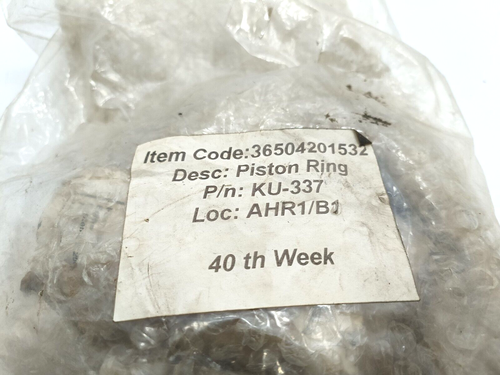 Item Code:36504201532
Desc: Piston Ring
P/n: KU-337
Loc: AHR1/B1
40 th Week